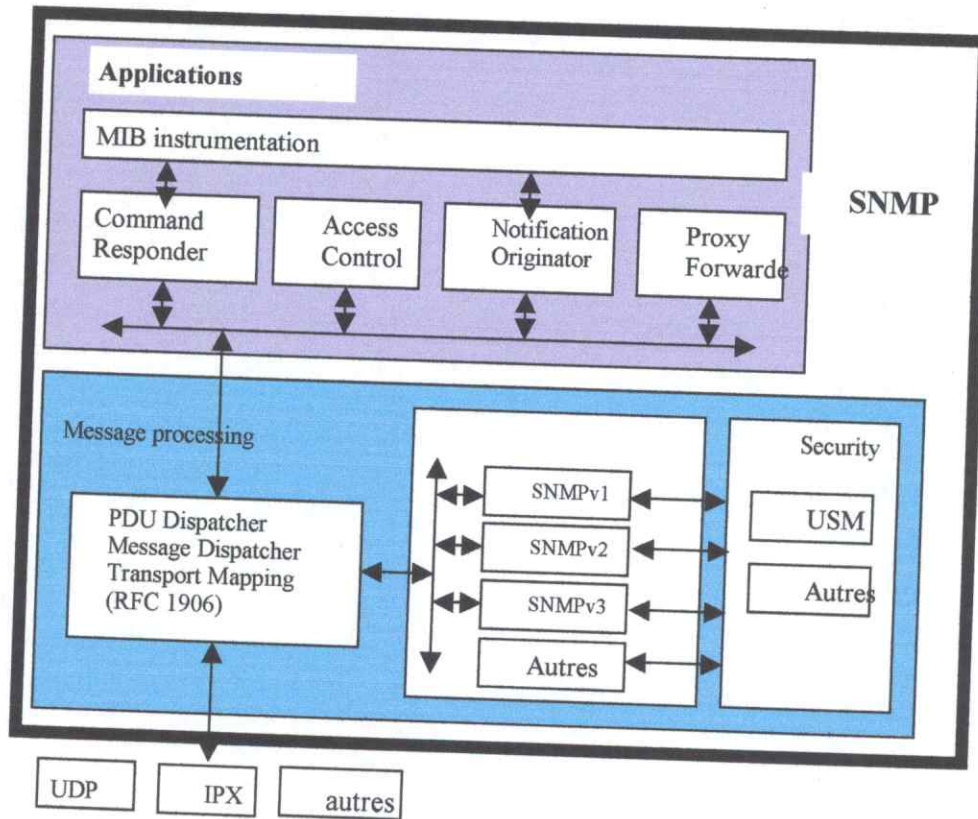 Applications
MIB instrumentation
SNMP
Command
Responder
Access
Control
Notification
Originator
Proxy
Forwarde
Message processing
PDU Dispatcher
Message Dispatcher
Transport Mapping
(RFC 1906)
SNMPv1
SNMPv2
SNMPv3
Autres
Security
USM
Autres
UDP
IPX
autres